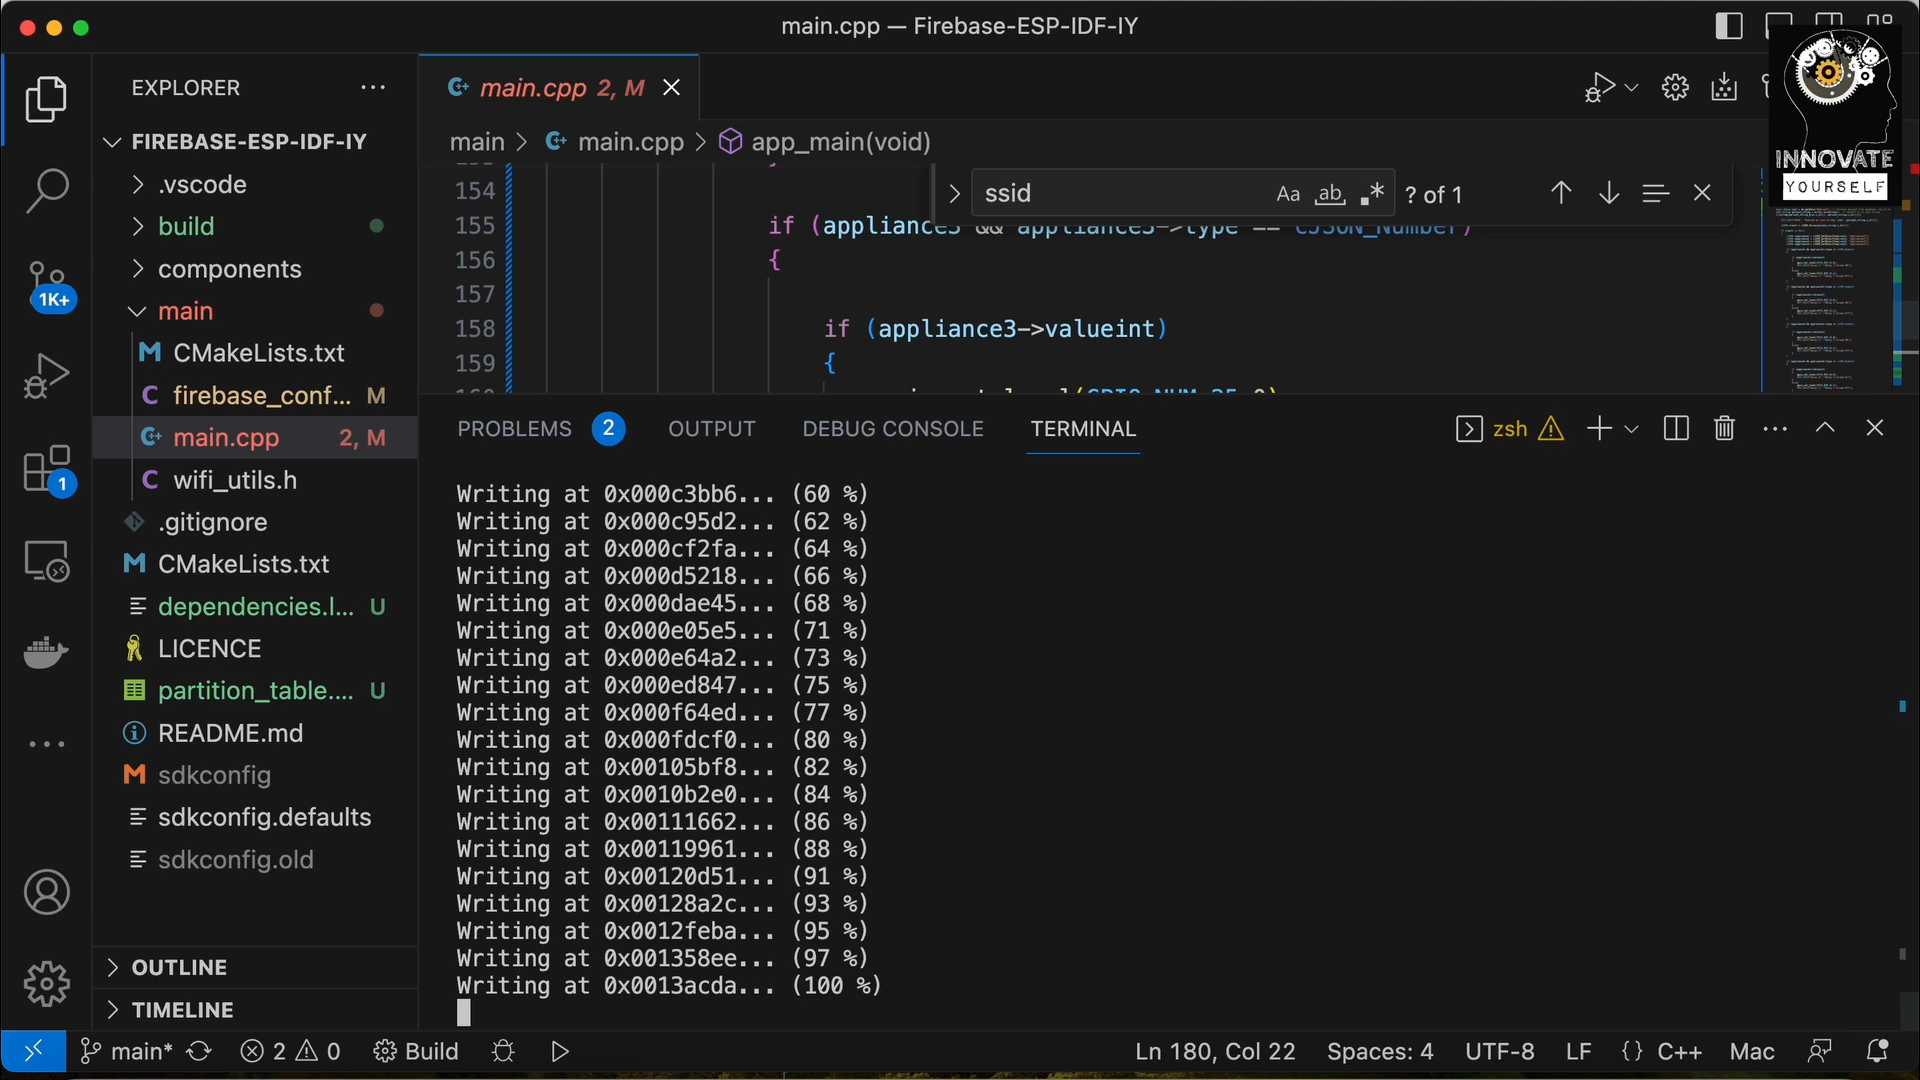 main.cpp — Firebase-ESP-IDF-IY
EXPLORER
FIREBASE-ESP-IDF-IY
.vscode
build
components
main
CMakeLists.txt
firebase_conf... M
main.cpp 2, M
wifi_utils.h
.gitignore
CMakeLists.txt
dependencies.l... U
LICENCE
partition_table.... U
README.md
sdkconfig
sdkconfig.defaults
sdkconfig.old
OUTLINE
TIMELINE
1K+
1
main.cpp 2, M
main > main.cpp > app_main(void)
ssid Aa ab ? of 1
154
155 if (appliance3 && appliance3->type == cJSON_Number)
156 {
157
158 if (appliance3->valueint)
159 {
INNOVATE
YOURSELF
PROBLEMS 2 OUTPUT DEBUG CONSOLE TERMINAL zsh
Writing at 0x000c3bb6... (60 %)
Writing at 0x000c95d2... (62 %)
Writing at 0x000cf2fa... (64 %)
Writing at 0x000d5218... (66 %)
Writing at 0x000dae45... (68 %)
Writing at 0x000e05e5... (71 %)
Writing at 0x000e64a2... (73 %)
Writing at 0x000ed847... (75 %)
Writing at 0x000f64ed... (77 %)
Writing at 0x000fdcf0... (80 %)
Writing at 0x00105bf8... (82 %)
Writing at 0x0010b2e0... (84 %)
Writing at 0x00111662... (86 %)
Writing at 0x00119961... (88 %)
Writing at 0x00120d51... (91 %)
Writing at 0x00128a2c... (93 %)
Writing at 0x0012feba... (95 %)
Writing at 0x001358ee... (97 %)
Writing at 0x0013acda... (100 %)
main* 2 0 Build Ln 180, Col 22 Spaces: 4 UTF-8 LF {} C++ Mac